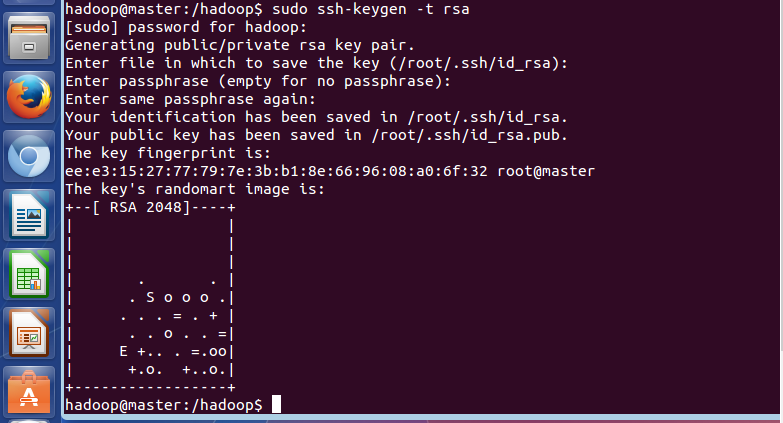 hadoop@master:/hadoop$ sudo ssh-keygen -t rsa
[sudo] password for hadoop:
Generating public/private rsa key pair.
Enter file in which to save the key (/root/.ssh/id_rsa):
Enter passphrase (empty for no passphrase):
Enter same passphrase again:
Your identification has been saved in /root/.ssh/id_rsa.
Your public key has been saved in /root/.ssh/id_rsa.pub.
The key fingerprint is:
ee:e3:15:27:77:79:7e:3b:b1:8e:66:96:08:a0:6f:32 root@master
The key's randomart image is:
+--[ RSA 2048]----+
|                 |
|                 |
|                 |
|       .       . |
|      . S o o o .|
|     . . . = . + |
|      . . o . . =|
|     E +.. . =.oo|
|      +.o.  +..o.|
+-----------------+
hadoop@master:/hadoop$